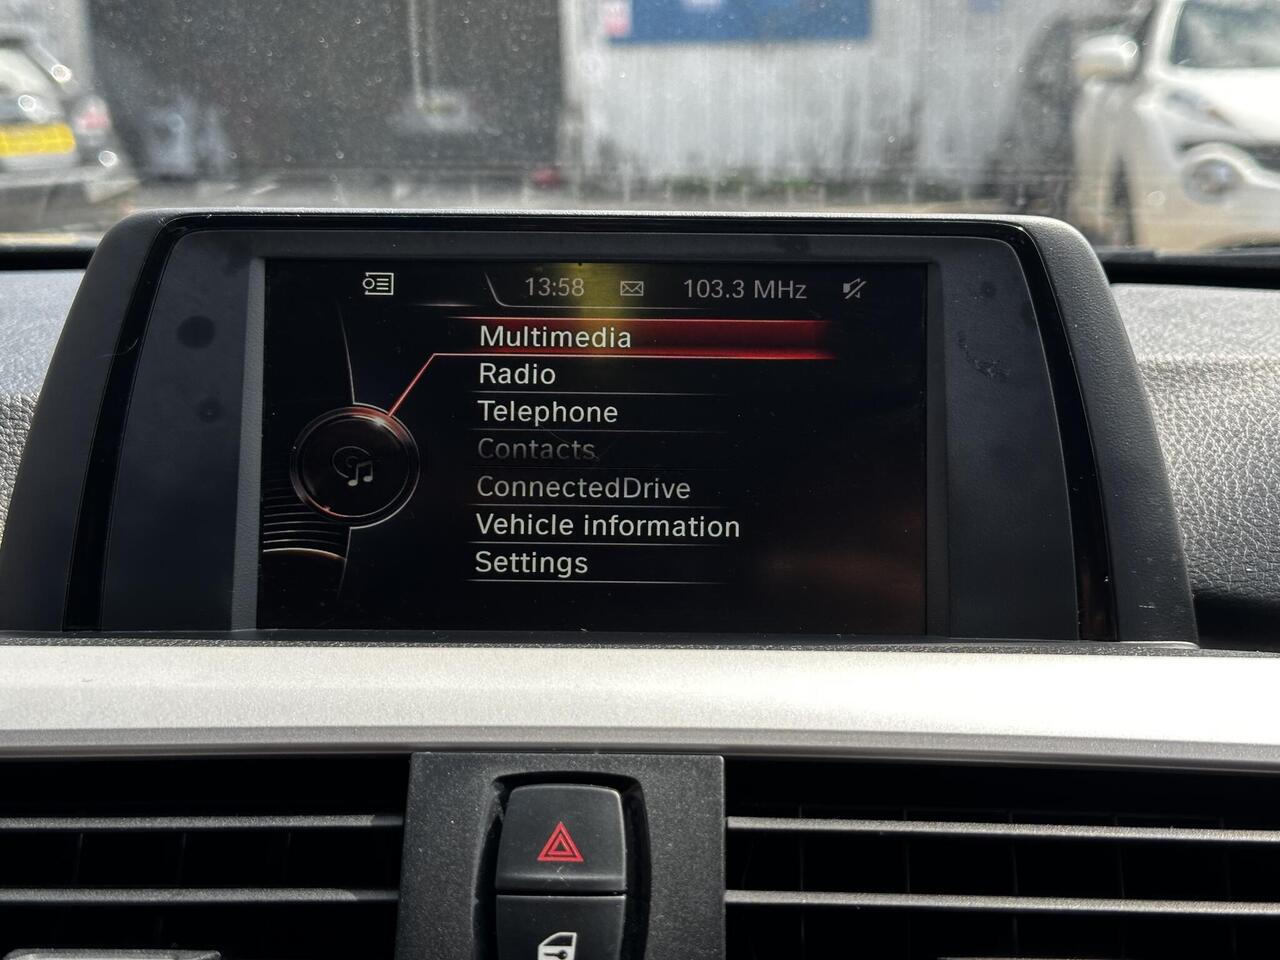 13:58 103.3 MHz
Multimedia
Radio
Telephone
Contacts
ConnectedDrive
Vehicle information
Settings